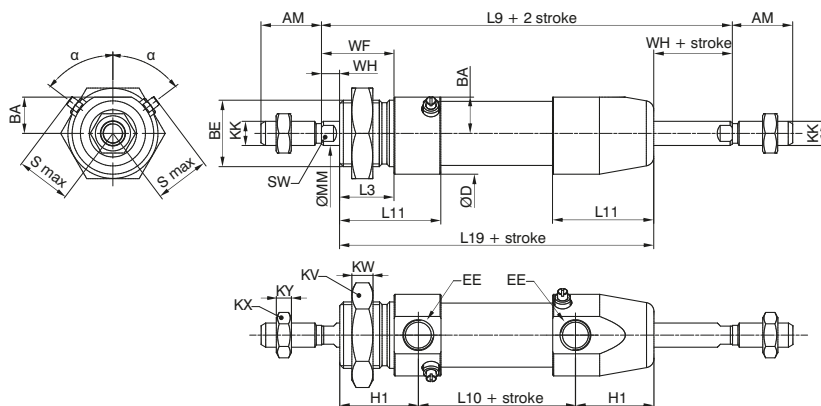 AM
L9 + 2 stroke
AM
WF
WH + stroke
WH
BA
α
α
BA
BE
KK
KK
S max
S max
SW
ØMM
L3
ØD
L11
L11
L19 + stroke
KW
KV
EE
EE
KY
KX
H1
L10 + stroke
H1